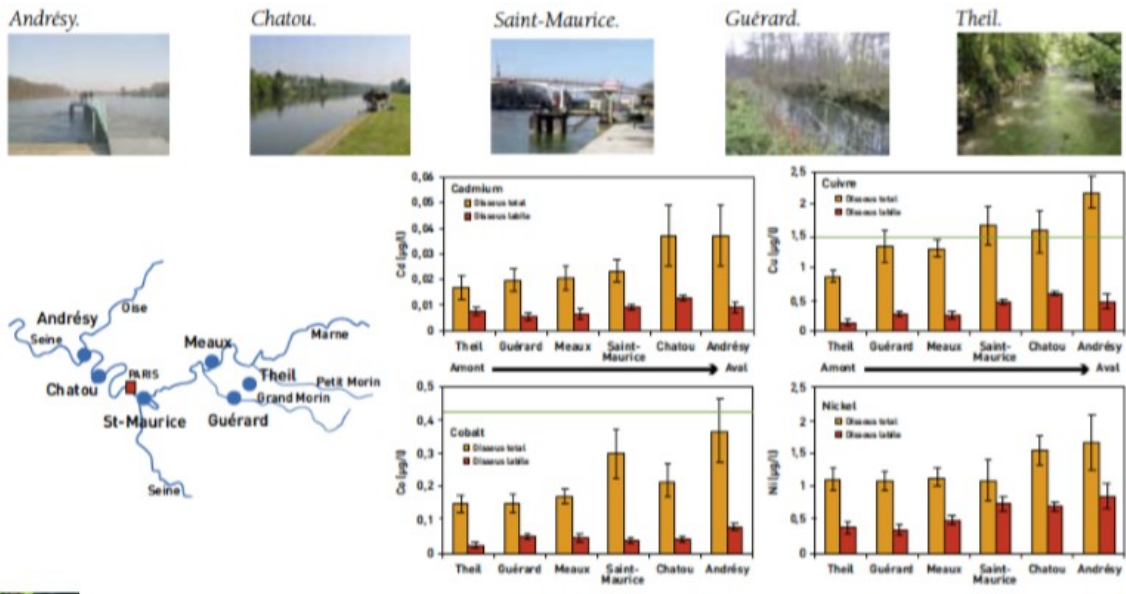 Andrésy.
Chatou.
Saint-Maurice.
Guérard.
Theil.
Oise
Andrésy
Seine
Chatou
PARIS
St-Maurice
Meaux
Marne
Theil
Petit Morin
Grand Morin
Guérard
Seine
Cadmium
Dissous total
Dissous labile
Cd (µg/l)
0,06
0,05
0,04
0,03
0,02
0,01
0
Theil Guérard Meaux Saint-Maurice Chatou Andrésy
Amont Aval
Cuivre
Dissous total
Dissous labile
Cu (µg/l)
2,5
2
1,5
1
0,5
0
Theil Guérard Meaux Saint-Maurice Chatou Andrésy
Amont Aval
Cobalt
Dissous total
Dissous labile
Co (µg/l)
0,5
0,4
0,3
0,2
0,1
0
Theil Guérard Meaux Saint-Maurice Chatou Andrésy
Nickel
Dissous total
Dissous labile
Ni (µg/l)
2,5
2
1,5
1
0,5
0
Theil Guérard Meaux Saint-Maurice Chatou Andrésy